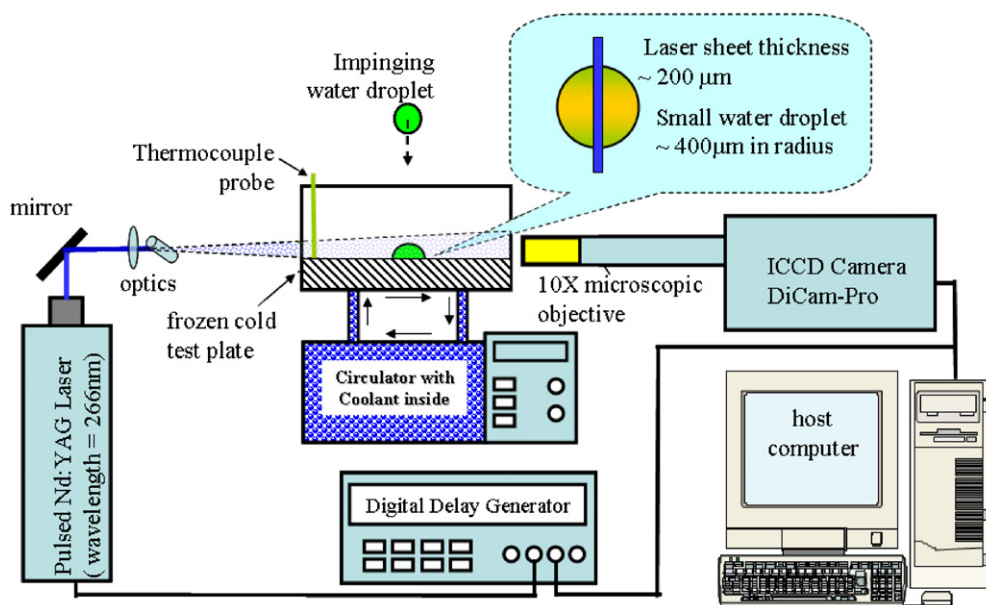 Impinging
water droplet
Laser sheet thickness
~ 200 μm
Small water droplet
~ 400μm in radius
Thermocouple
probe
mirror
optics
frozen cold
test plate
10X microscopic
objective
ICCD Camera
DiCam-Pro
Circulator with
Coolant inside
Pulsed Nd: YAG Laser
( wavelength = 266nm)
Digital Delay Generator
host
computer